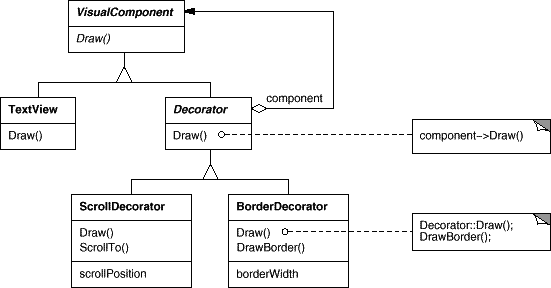 VisualComponent
Draw()
component
TextView
Draw()
Decorator
Draw()
component->Draw()
ScrollDecorator
Draw()
ScrollTo()
scrollPosition
BorderDecorator
Draw()
DrawBorder()
borderWidth
Decorator::Draw();
DrawBorder();